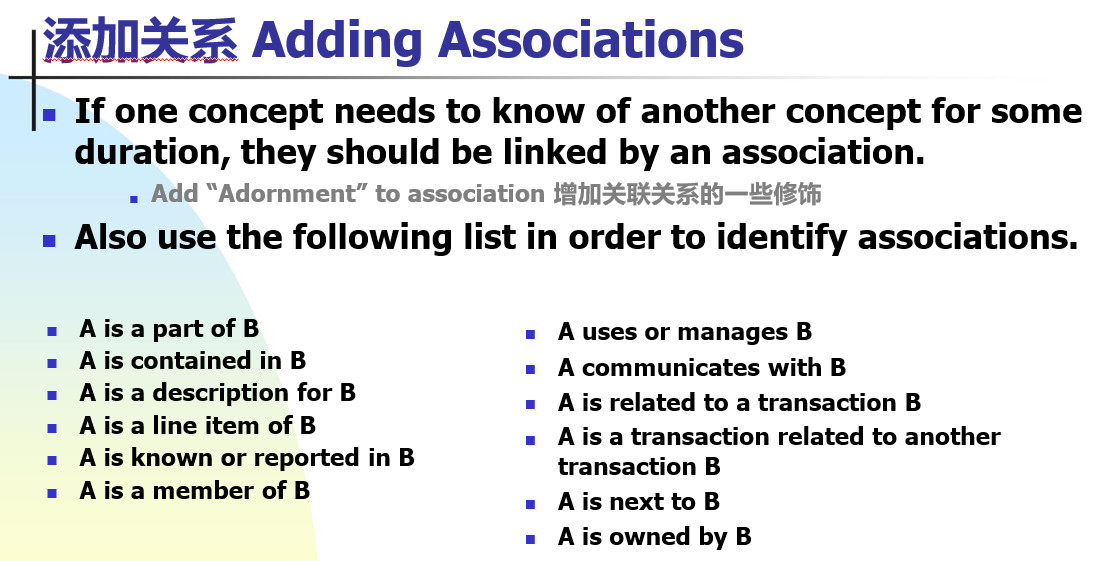 添加关系 Adding Associations
If one concept needs to know of another concept for some
duration, they should be linked by an association.
Add “Adornment” to association 增加关联关系的一些修饰
Also use the following list in order to identify associations.
A is a part of B
A is contained in B
A is a description for B
A is a line item of B
A is known or reported in B
A is a member of B
A uses or manages B
A communicates with B
A is related to a transaction B
A is a transaction related to another
transaction B
A is next to B
A is owned by B